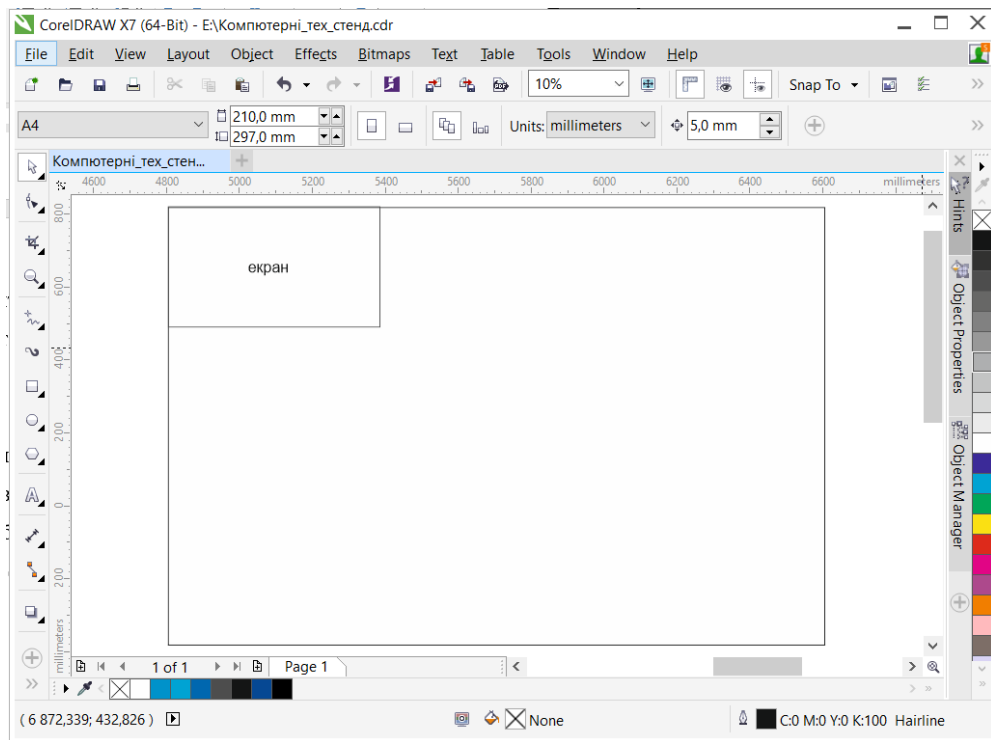 CorelDRAW X7 (64-Bit) - E:\Компютерні_тех_стенд.cdr
File Edit View Layout Object Effects Bitmaps Text Table Tools Window Help
10% Snap To
A4 210,0 mm 297,0 mm Units: millimeters 5,0 mm
Компютерні_тех_стен...
4600 4800 5000 5200 5400 5600 5800 6000 6200 6400 6600 millimeters
800
600
400
200
0
200
millimeters
екран
Hints
Object Properties
Object Manager
1 of 1 Page 1
( 6 872,339; 432,826 ) None C:0 M:0 Y:0 K:100 Hairline